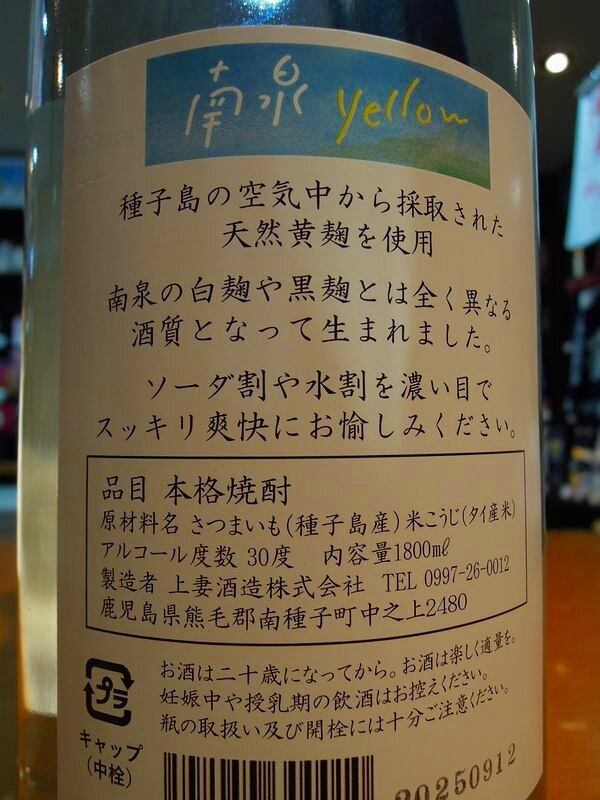 南泉 yellow
種子島の空気中から採取された
天然黄麹を使用
南泉の白麹や黒麹とは全く異なる
酒質となって生まれました。
ソーダ割や水割を濃い目で
スッキリ爽快にお愉しみください。
品目 本格焼酎
原材料名 さつまいも(種子島産)米こうじ(タイ産米)
アルコール度数 30度 内容量1800㎖
製造者 上妻酒造株式会社 TEL 0997-26-0012
鹿児島県熊毛郡南種子町中之上2480
お酒は二十歳になってから。お酒は楽しく適量を。
妊娠中や授乳期の飲酒はお控えください。
瓶の取扱い及び開栓には十分ご注意ください。
プラ
キャップ
(中栓)
20250912